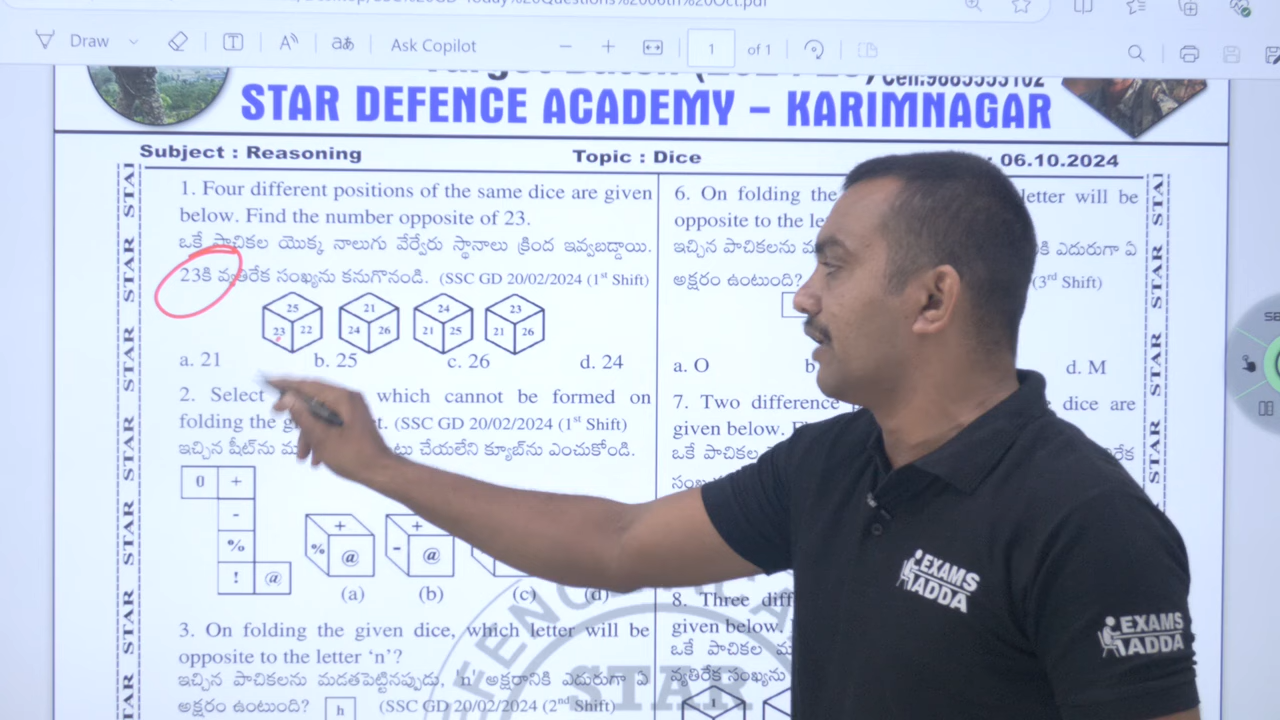 Draw
Ask Copilot
1 of 1
STAR DEFENCE ACADEMY – KARIMNAGAR
Subject : Reasoning
Topic : Dice
06.10.2024
1. Four different positions of the same dice are given
below. Find the number opposite of 23.
ఒకే పాచికల యొక్క నాలుగు వేర్వేరు స్థానాలు క్రింద ఇవ్వబడ్డాయి.
23కి వ్యతిరేక సంఖ్యను కనుగొనండి. (SSC GD 20/02/2024 (1st Shift)
25 23 22
21 24 26
24 21 25
23 21 26
a. 21 b. 25 c. 26 d. 24
2. Select which cannot be formed on
folding the (SSC GD 20/02/2024 (1st Shift)
ఇచ్చిన షీట్‌ను చేయలేని క్యూబ్‌ను ఎంచుకోండి.
0 +
-
%
! @
+ % @
+ - @
(a) (b) (c) (d)
3. On folding the given dice, which letter will be
opposite to the letter ‘n’?
ఇచ్చిన పాచికలను మడతపెట్టినప్పుడు, 'n' అక్షరానికి ఎదురుగా ఏ
అక్షరం ఉంటుంది? h (SSC GD 20/02/2024 (2nd Shift)
6. On folding the letter will be
opposite to the
ఇచ్చిన పాచికలను ఎదురుగా ఏ
అక్షరం ఉంటుంది? (3rd Shift)
a. O b d. M
7. Two difference dice are
given below.
ఒకే పాచికల
8. Three
given below.
ఒకే పాచికల
వ్యతిరేక సంఖ్యను
STAR
EXAMS
ADDA
EXAMS
ADDA